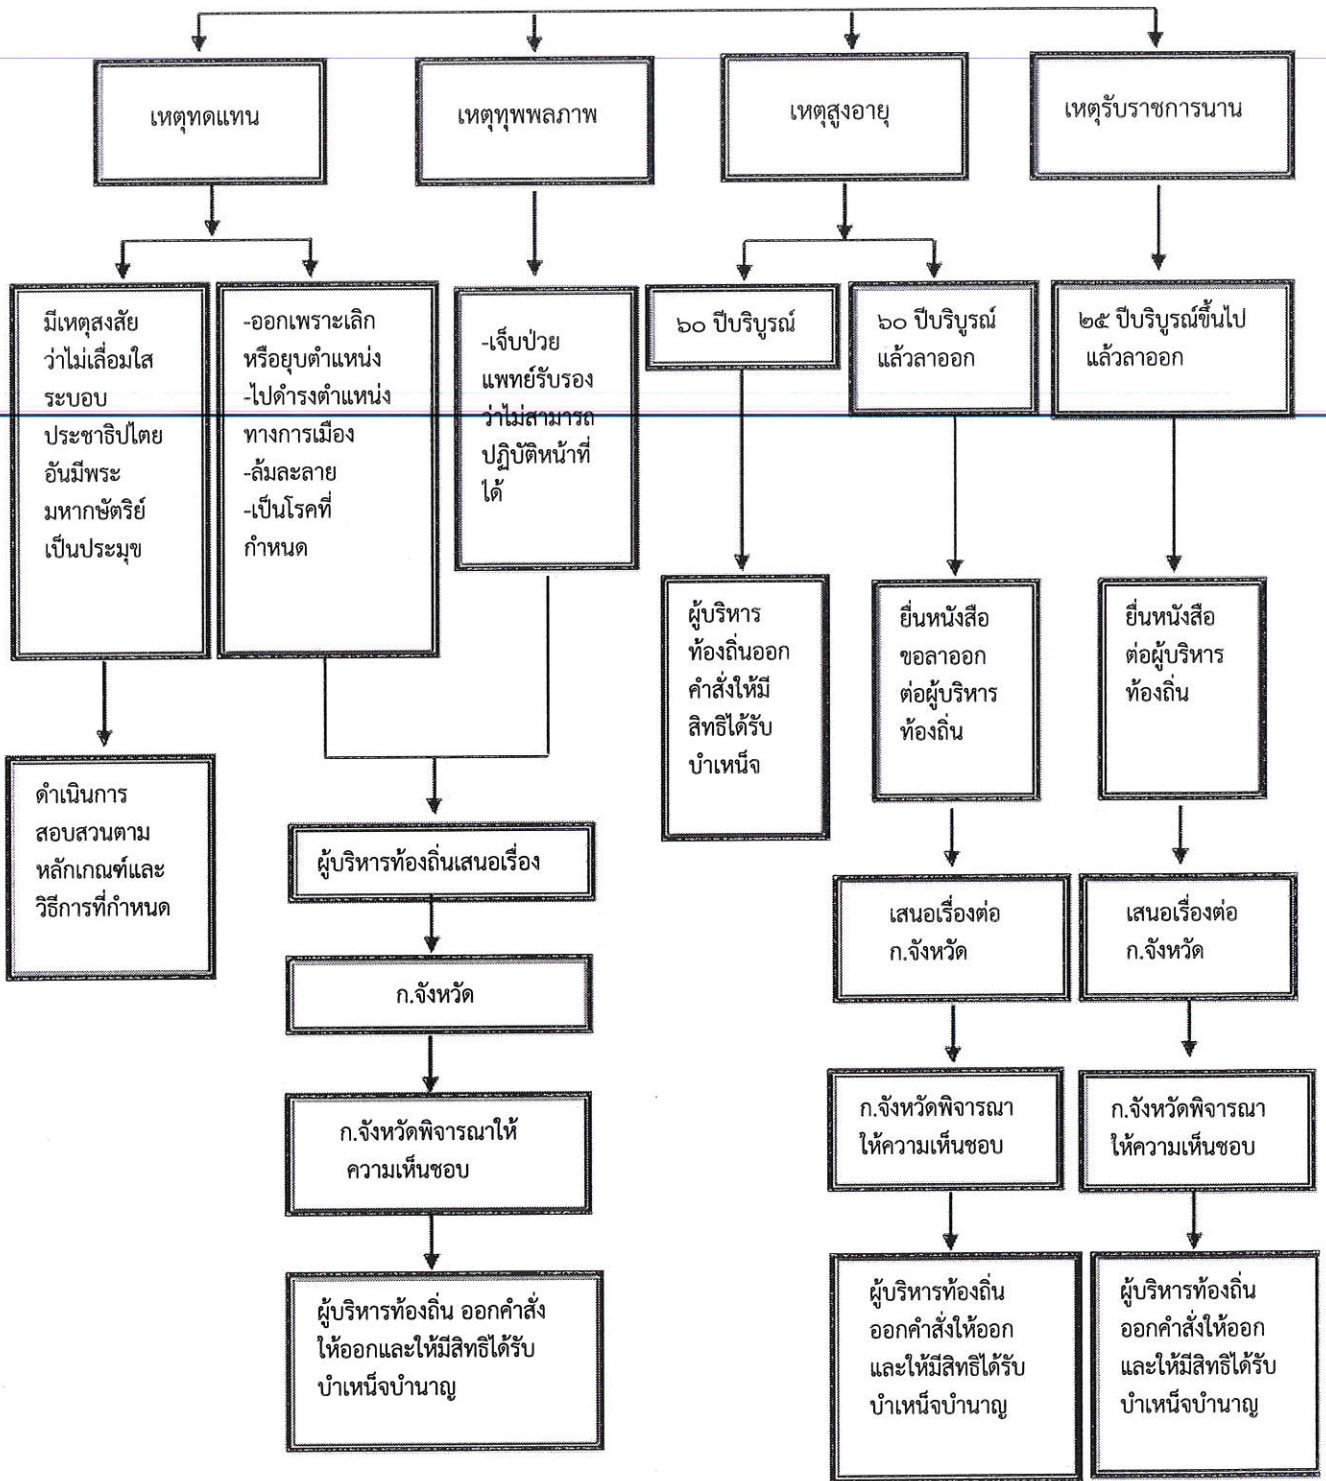 เหตุทดแทน
เหตุทุพพลภาพ
เหตุสูงอายุ
เหตุรับราชการนาน
มีเหตุสงสัย
ว่าไม่เลื่อมใส
ระบอบ
ประชาธิปไตย
อันมีพระ
มหากษัตริย์
เป็นประมุข
-ออกเพราะเลิก
หรือยุบตำแหน่ง
-ไปดำรงตำแหน่ง
ทางการเมือง
-ล้มละลาย
-เป็นโรคที่
กำหนด
-เจ็บป่วย
แพทย์รับรอง
ว่าไม่สามารถ
ปฏิบัติหน้าที่
ได้
๖๐ ปีบริบูรณ์
๖๐ ปีบริบูรณ์
แล้วลาออก
๒๕ ปีบริบูรณ์ขึ้นไป
แล้วลาออก
ดำเนินการ
สอบสวนตาม
หลักเกณฑ์และ
วิธีการที่กำหนด
ผู้บริหารท้องถิ่นเสนอเรื่อง
ก.จังหวัด
ก.จังหวัดพิจารณาให้
ความเห็นชอบ
ผู้บริหารท้องถิ่น ออกคำสั่ง
ให้ออกและให้มีสิทธิได้รับ
บำเหน็จบำนาญ
ผู้บริหาร
ท้องถิ่นออก
คำสั่งให้มี
สิทธิได้รับ
บำเหน็จ
ยื่นหนังสือ
ขอลาออก
ต่อผู้บริหาร
ท้องถิ่น
เสนอเรื่องต่อ
ก.จังหวัด
ก.จังหวัดพิจารณา
ให้ความเห็นชอบ
ผู้บริหารท้องถิ่น
ออกคำสั่งให้ออก
และให้มีสิทธิได้รับ
บำเหน็จบำนาญ
ยื่นหนังสือ
ต่อผู้บริหาร
ท้องถิ่น
เสนอเรื่องต่อ
ก.จังหวัด
ก.จังหวัดพิจารณา
ให้ความเห็นชอบ
ผู้บริหารท้องถิ่น
ออกคำสั่งให้ออก
และให้มีสิทธิได้รับ
บำเหน็จบำนาญ